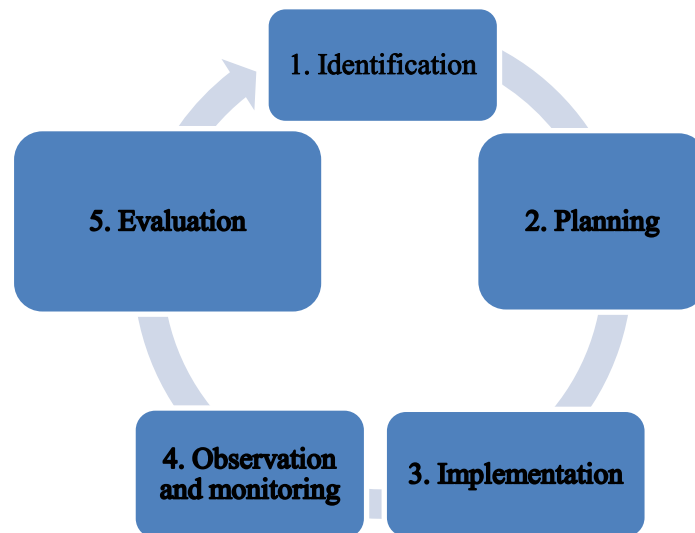 1. Identification
2. Planning
3. Implementation
4. Observation
and monitoring
5. Evaluation